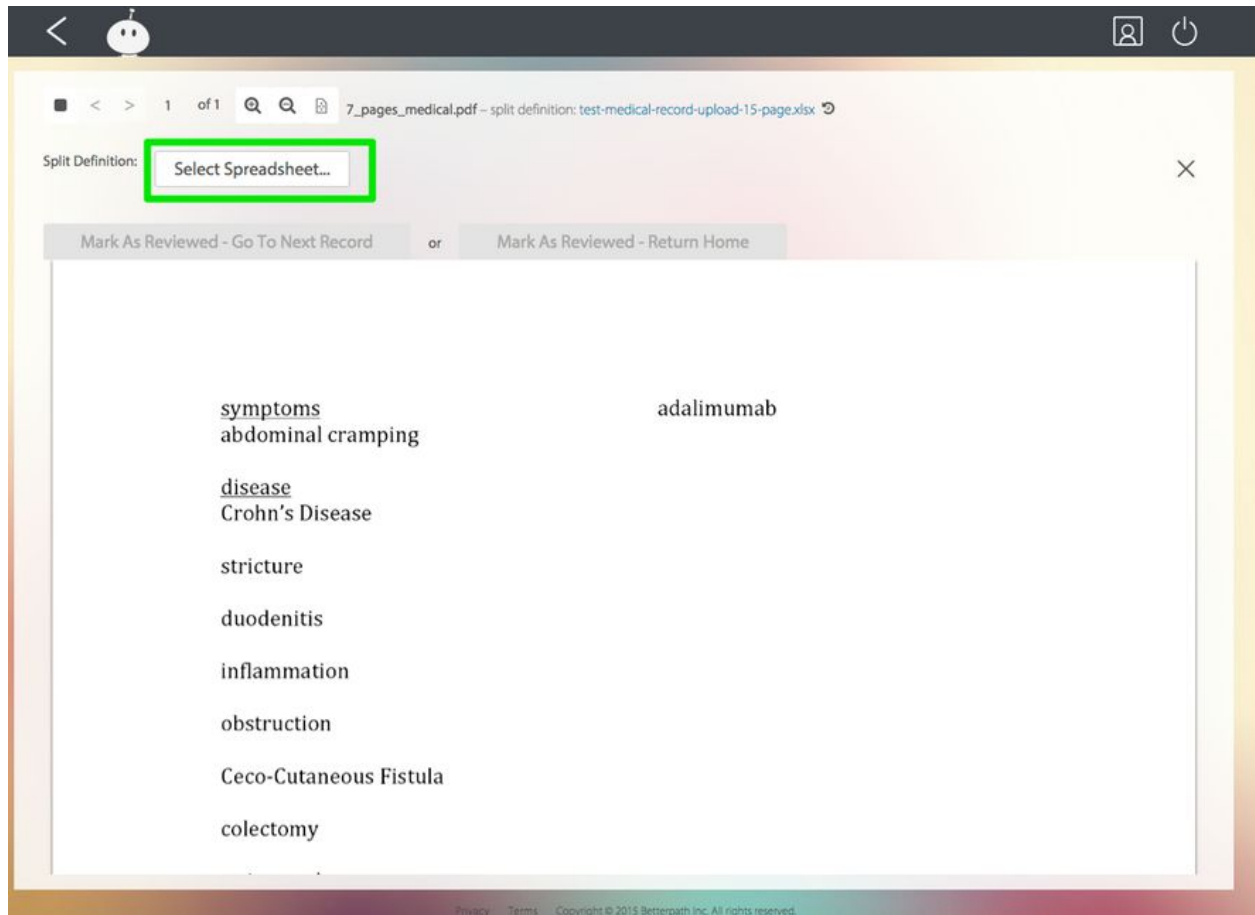 1 of 1 7_pages_medical.pdf – split definition: test-medical-record-upload-15-page.xlsx
Split Definition: Select Spreadsheet...
Mark As Reviewed - Go To Next Record or Mark As Reviewed - Return Home
symptoms adalimumab
abdominal cramping
disease
Crohn's Disease
stricture
duodenitis
inflammation
obstruction
Ceco-Cutaneous Fistula
colectomy
Privacy Terms Copyright © 2015 Betterpath Inc. All rights reserved.